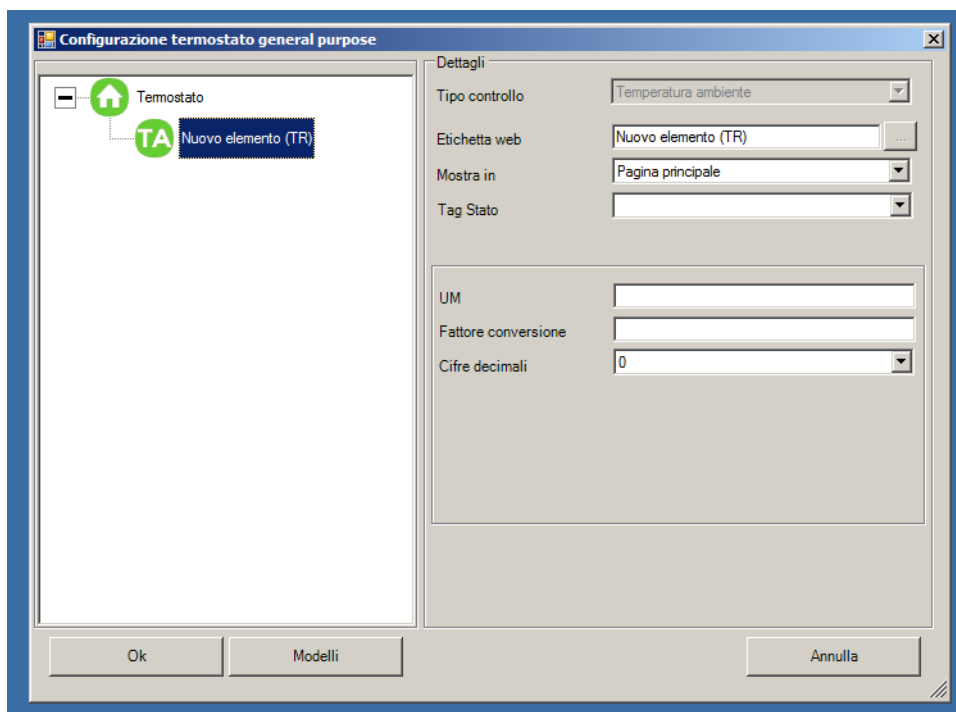 Configurazione termostato general purpose
Termostato
TA Nuovo elemento (TR)
Dettagli
Tipo controllo Temperatura ambiente
Etichetta web Nuovo elemento (TR) ...
Mostra in Pagina principale
Tag Stato
UM
Fattore conversione
Cifre decimali 0
Ok Modelli Annulla